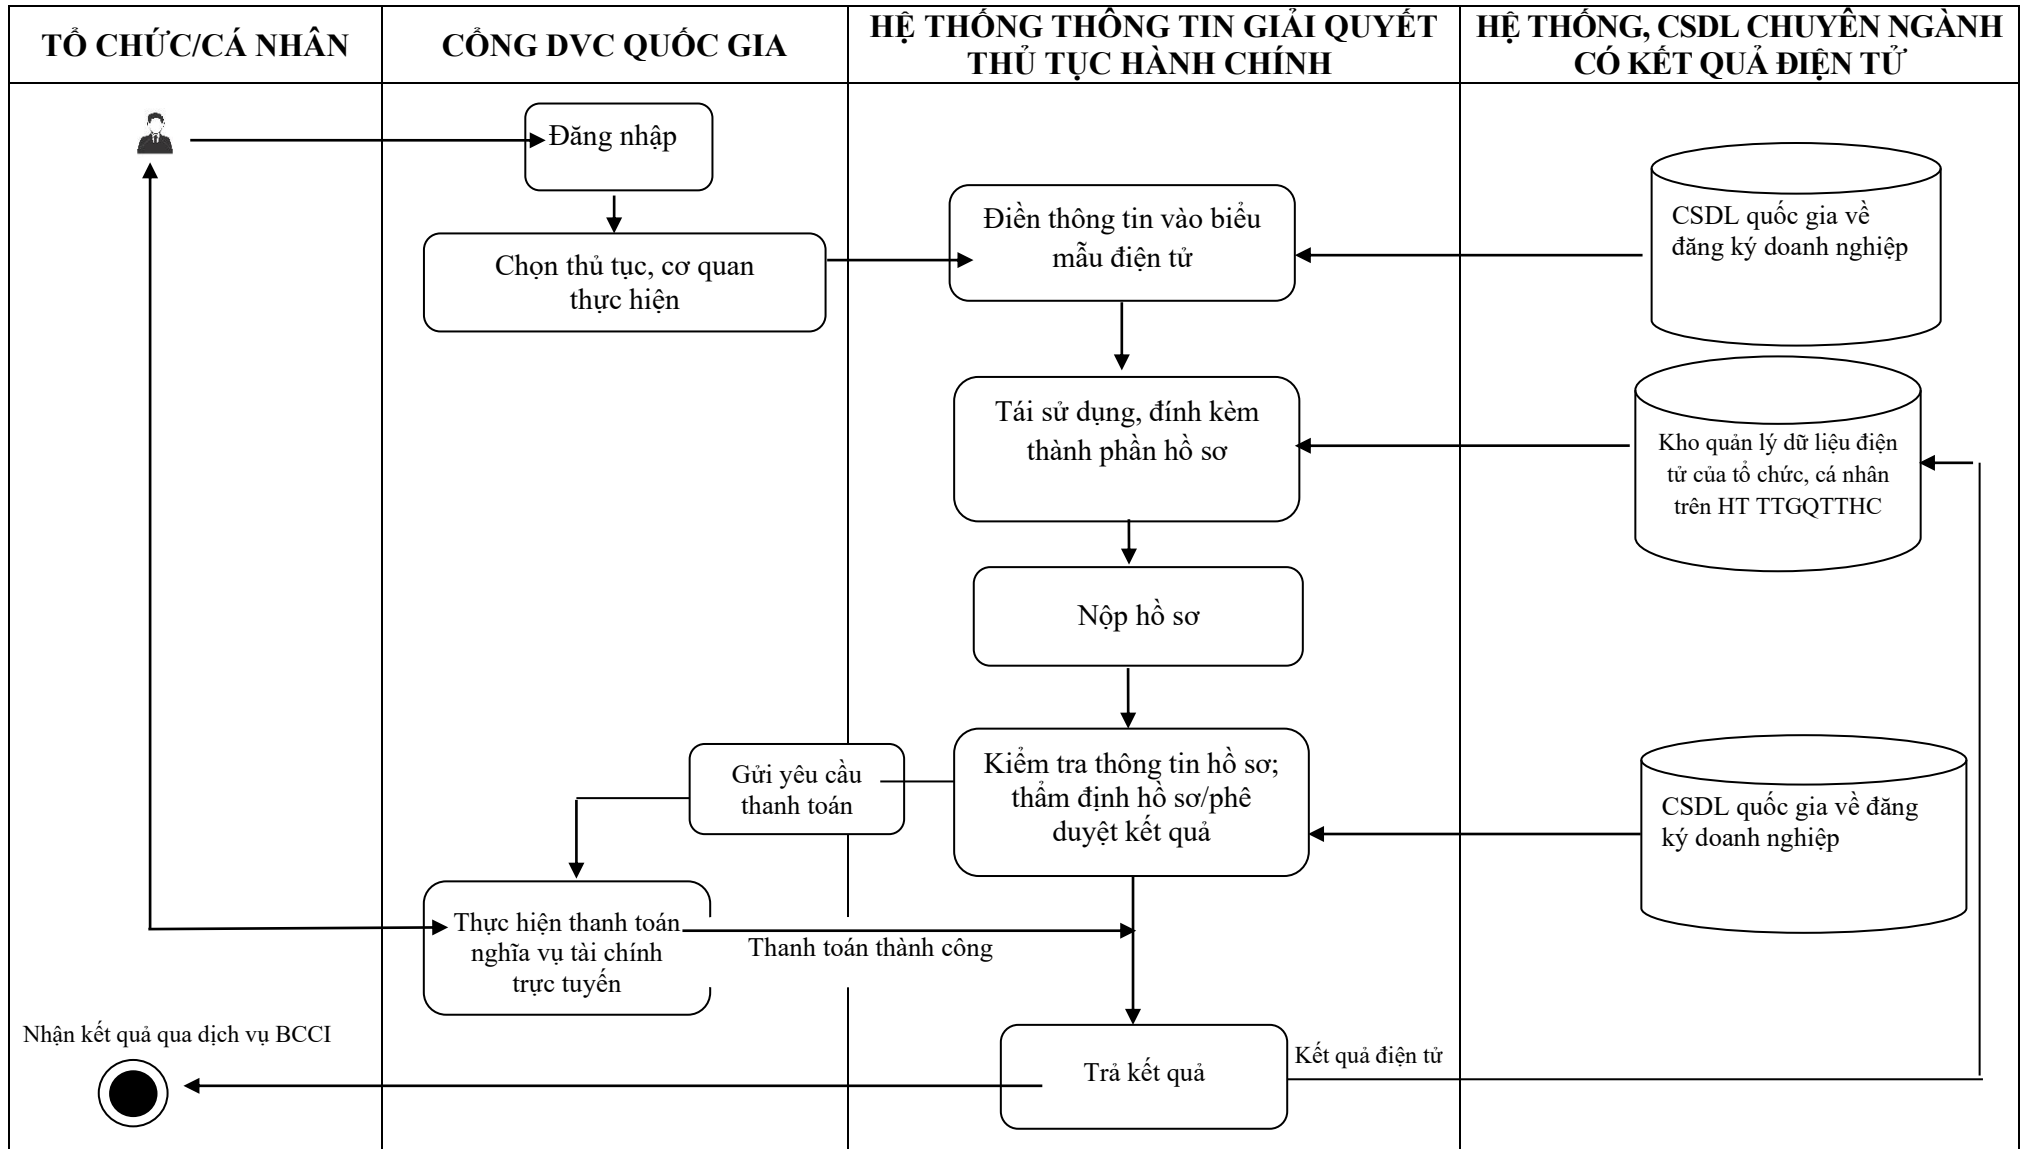 TỔ CHỨC/CÁ NHÂN
CỔNG DVC QUỐC GIA
HỆ THỐNG THÔNG TIN GIẢI QUYẾT
THỦ TỤC HÀNH CHÍNH
HỆ THỐNG, CSDL CHUYÊN NGÀNH
CÓ KẾT QUẢ ĐIỆN TỬ
Đăng nhập
Chọn thủ tục, cơ quan
thực hiện
Điền thông tin vào biểu
mẫu điện tử
CSDL quốc gia về
đăng ký doanh nghiệp
Tái sử dụng, đính kèm
thành phần hồ sơ
Kho quản lý dữ liệu điện
tử của tổ chức, cá nhân
trên HT TTGQTTHC
Nộp hồ sơ
Gửi yêu cầu
thanh toán
Kiểm tra thông tin hồ sơ;
thẩm định hồ sơ/phê
duyệt kết quả
CSDL quốc gia về đăng
ký doanh nghiệp
Thực hiện thanh toán
nghĩa vụ tài chính
trực tuyến
Thanh toán thành công
Nhận kết quả qua dịch vụ BCCI
Trả kết quả
Kết quả điện tử